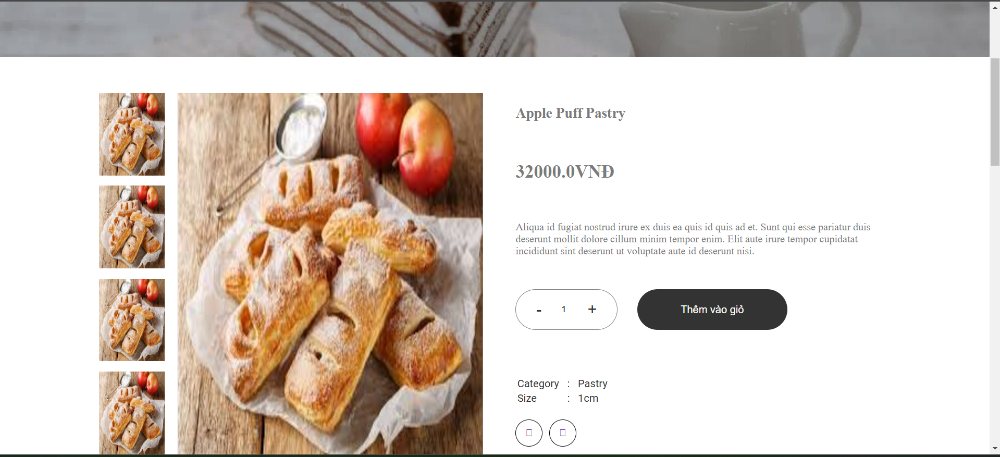 Apple Puff Pastry
32000.0VNĐ
Aliqua id fugiat nostrud irure ex duis ea quis id quis ad et. Sunt qui esse pariatur duis
deserunt mollit dolore cillum minim tempor enim. Elit aute irure tempor cupidatat
incididunt sint deserunt ut voluptate aute id deserunt nisi.
- 1 + Thêm vào giỏ
Category : Pastry
Size : 1cm